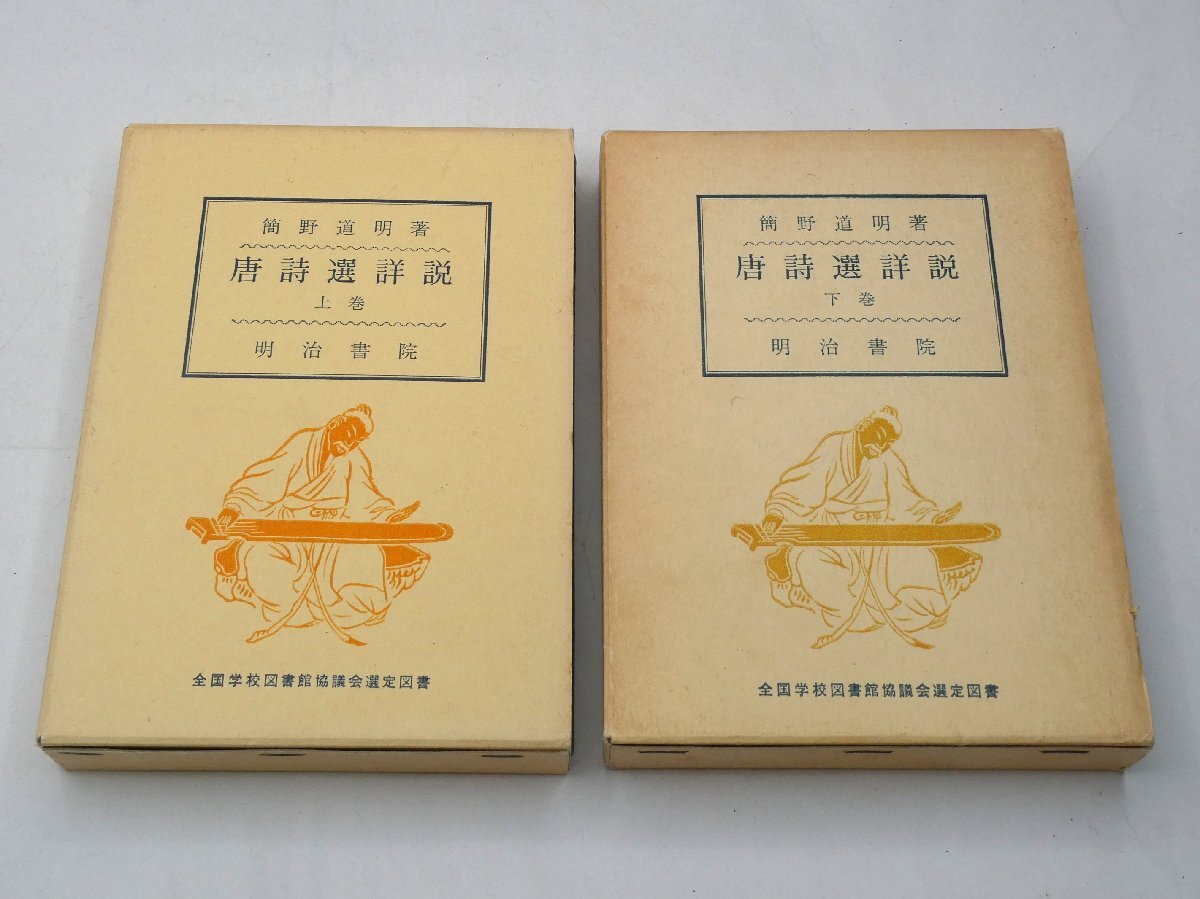 簡野道明著
唐詩選詳説
上巻
明治書院
全国学校図書館協議会選定図書
簡野道明著
唐詩選詳説
下巻
明治書院
全国学校図書館協議会選定図書